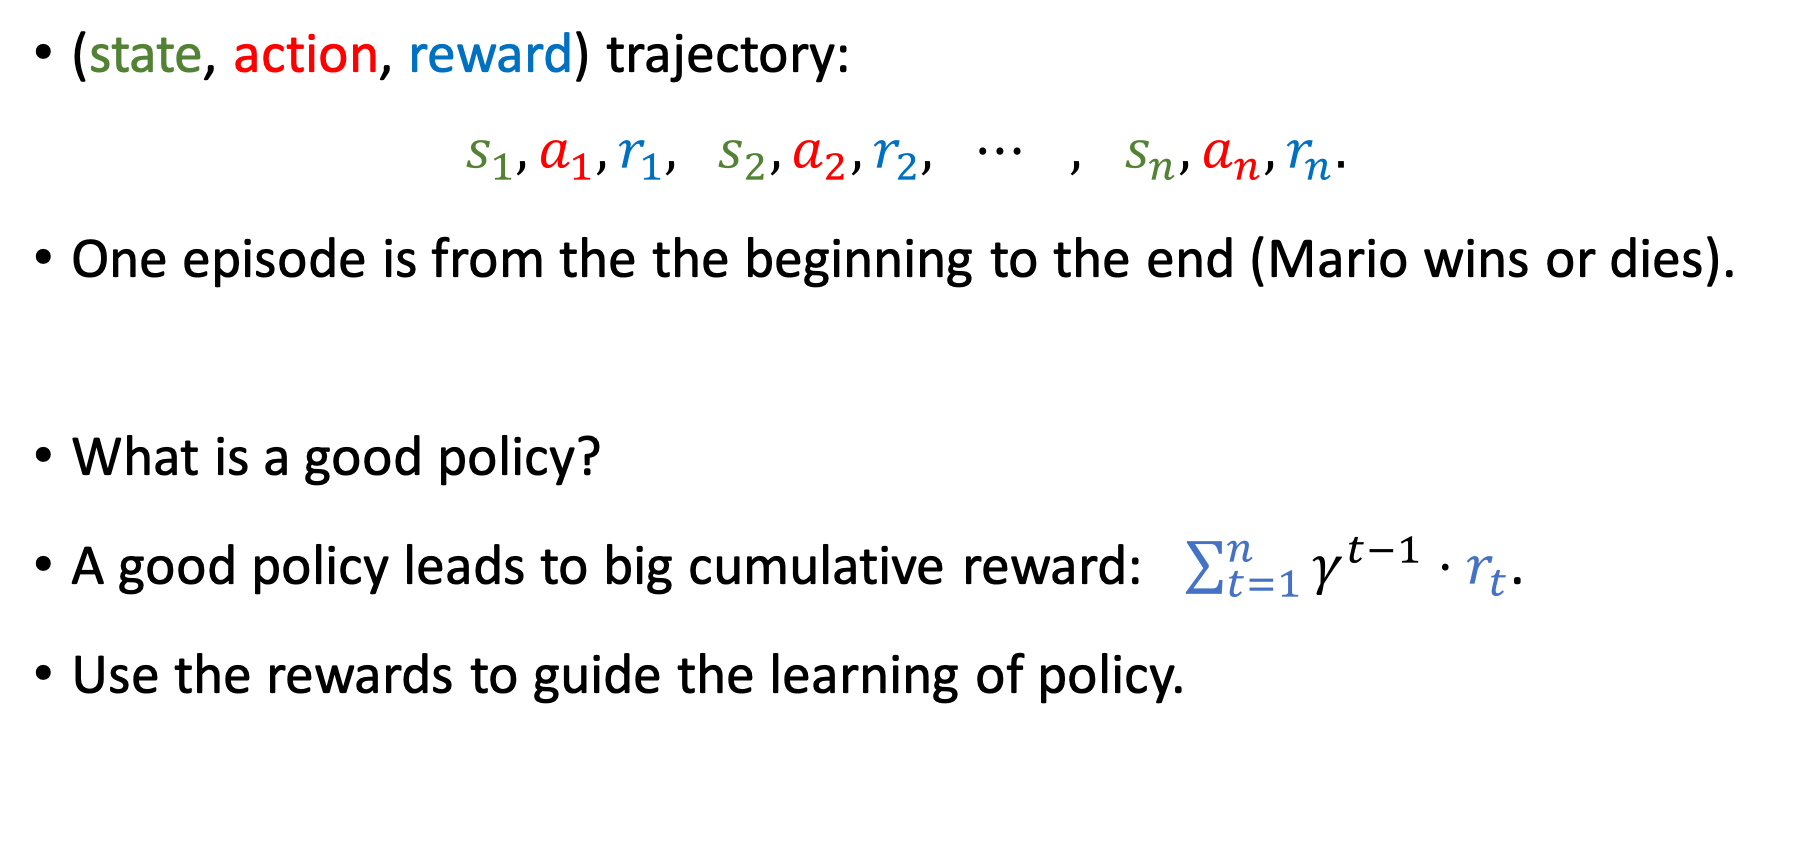 • (state, action, reward) trajectory:
s₁, a₁, r₁, s₂, a₂, r₂, ⋯ , sₙ, aₙ, rₙ.
• One episode is from the the beginning to the end (Mario wins or dies).
• What is a good policy?
• A good policy leads to big cumulative reward: ∑ⁿₜ₌₁ γᵗ⁻¹ · rₜ.
• Use the rewards to guide the learning of policy.